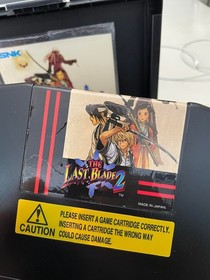 SNK
THE
LAST BLADE
2
TM
MADE IN JAPAN
CAUTION
PLEASE INSERT A GAME CARTRIDGE CORRECTLY.
INSERTING A CARTRIDGE THE WRONG WAY
COULD CAUSE DAMAGE.